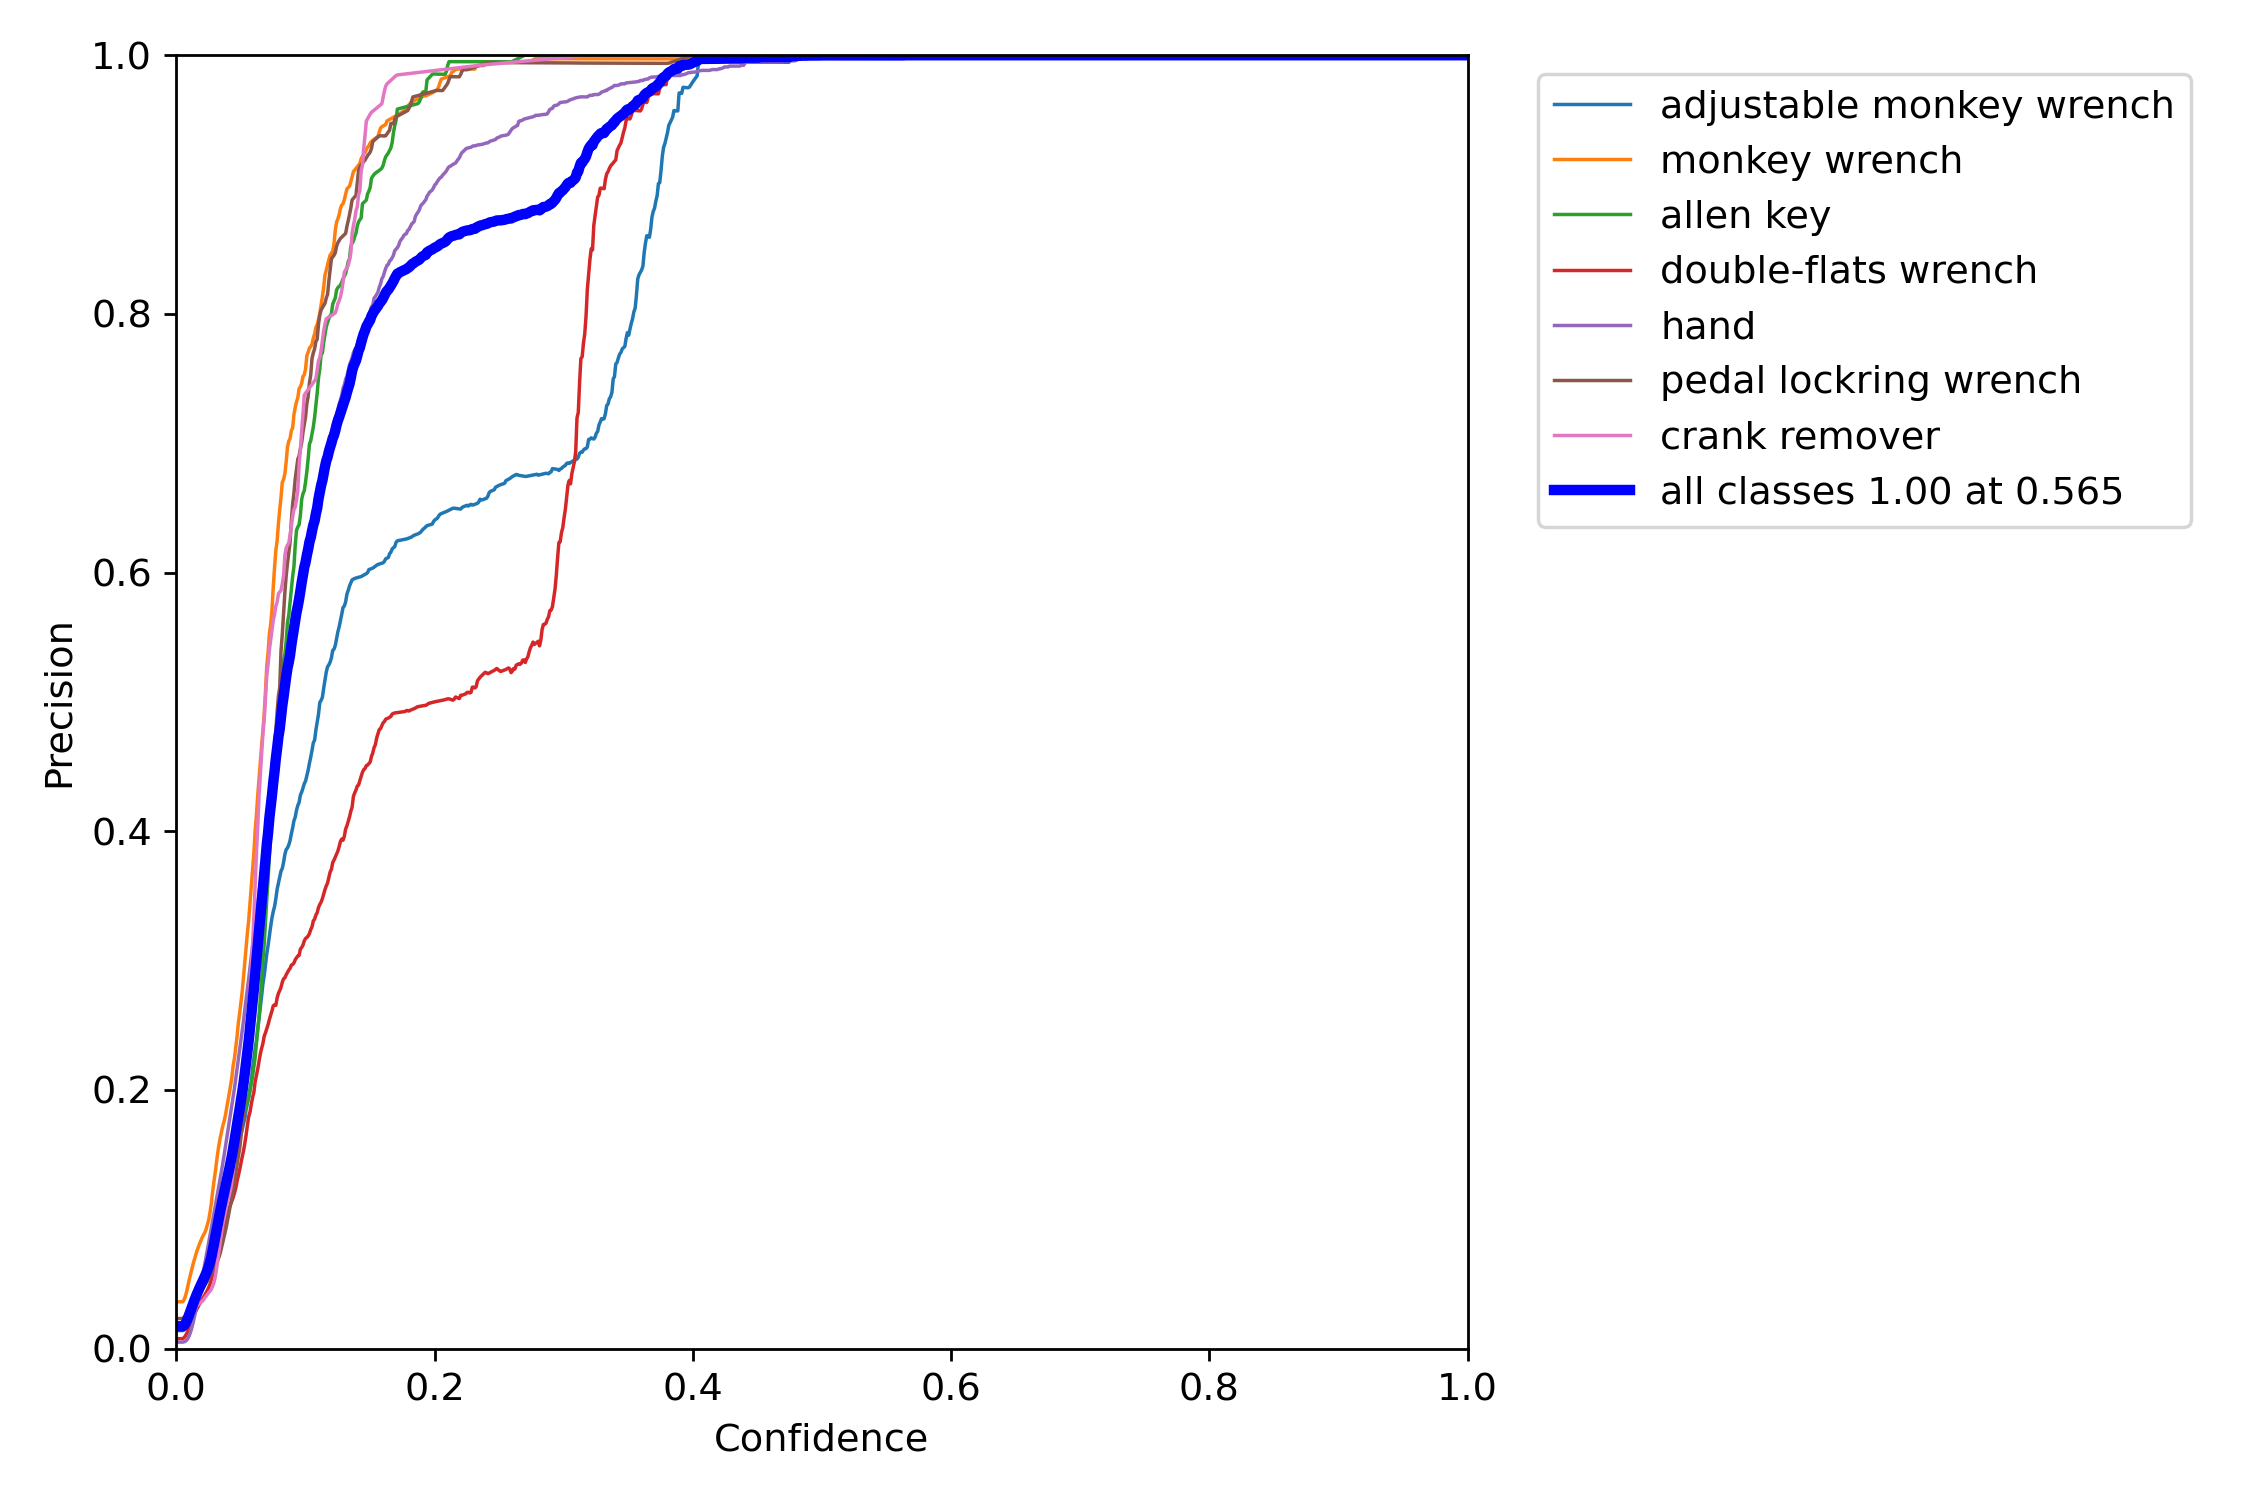 1.0
0.8
0.6
0.4
0.2
0.0
Precision
0.0 0.2 0.4 0.6 0.8 1.0
Confidence
adjustable monkey wrench
monkey wrench
allen key
double-flats wrench
hand
pedal lockring wrench
crank remover
all classes 1.00 at 0.565